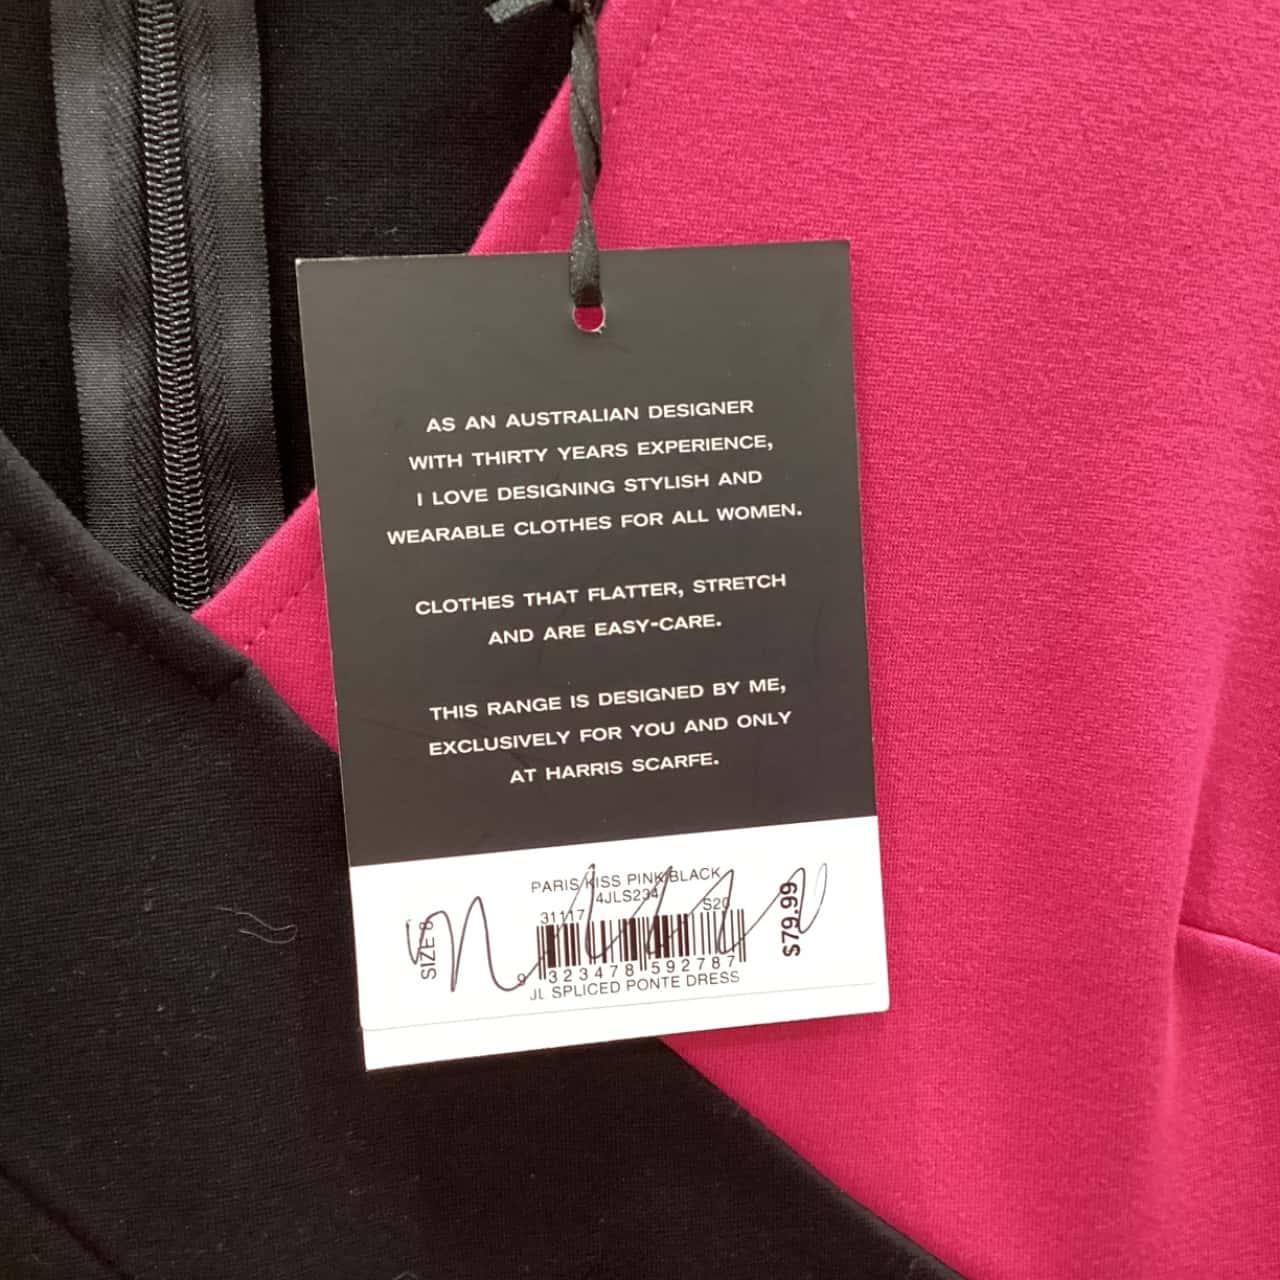 AS AN AUSTRALIAN DESIGNER
WITH THIRTY YEARS EXPERIENCE,
I LOVE DESIGNING STYLISH AND
WEARABLE CLOTHES FOR ALL WOMEN.
CLOTHES THAT FLATTER, STRETCH
AND ARE EASY-CARE.
THIS RANGE IS DESIGNED BY ME,
EXCLUSIVELY FOR YOU AND ONLY
AT HARRIS SCARFE.
PARIS KISS PINK/BLACK
4JLS234
31117 S20
SIZE 8
$79.99
9 323478 592787
JL SPLICED PONTE DRESS